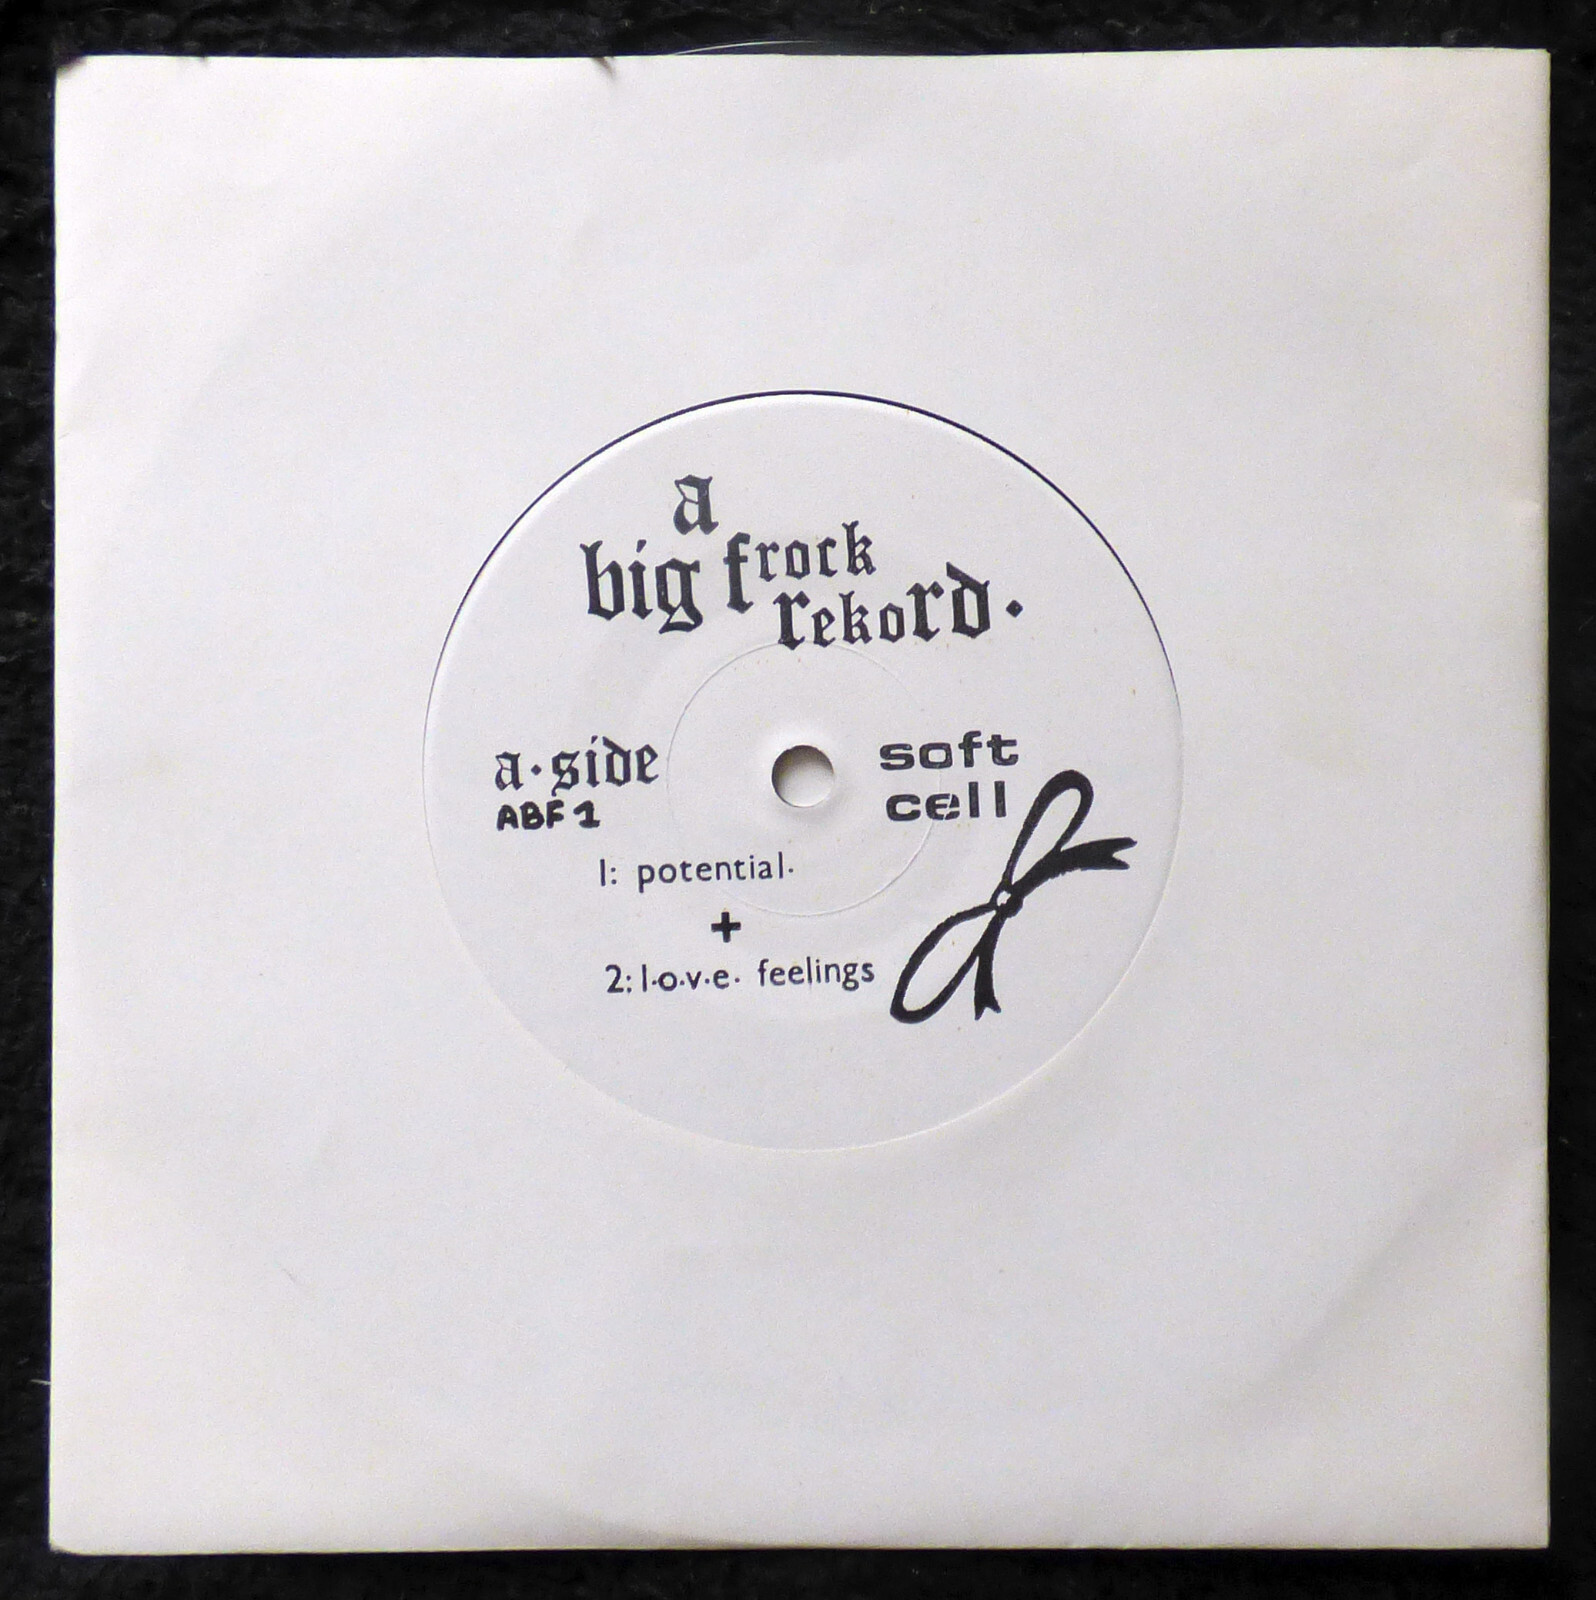 a
big frock
rekord.
a·side
ABF 1
soft
cell
1: potential.
+
2: l·o·v·e· feelings